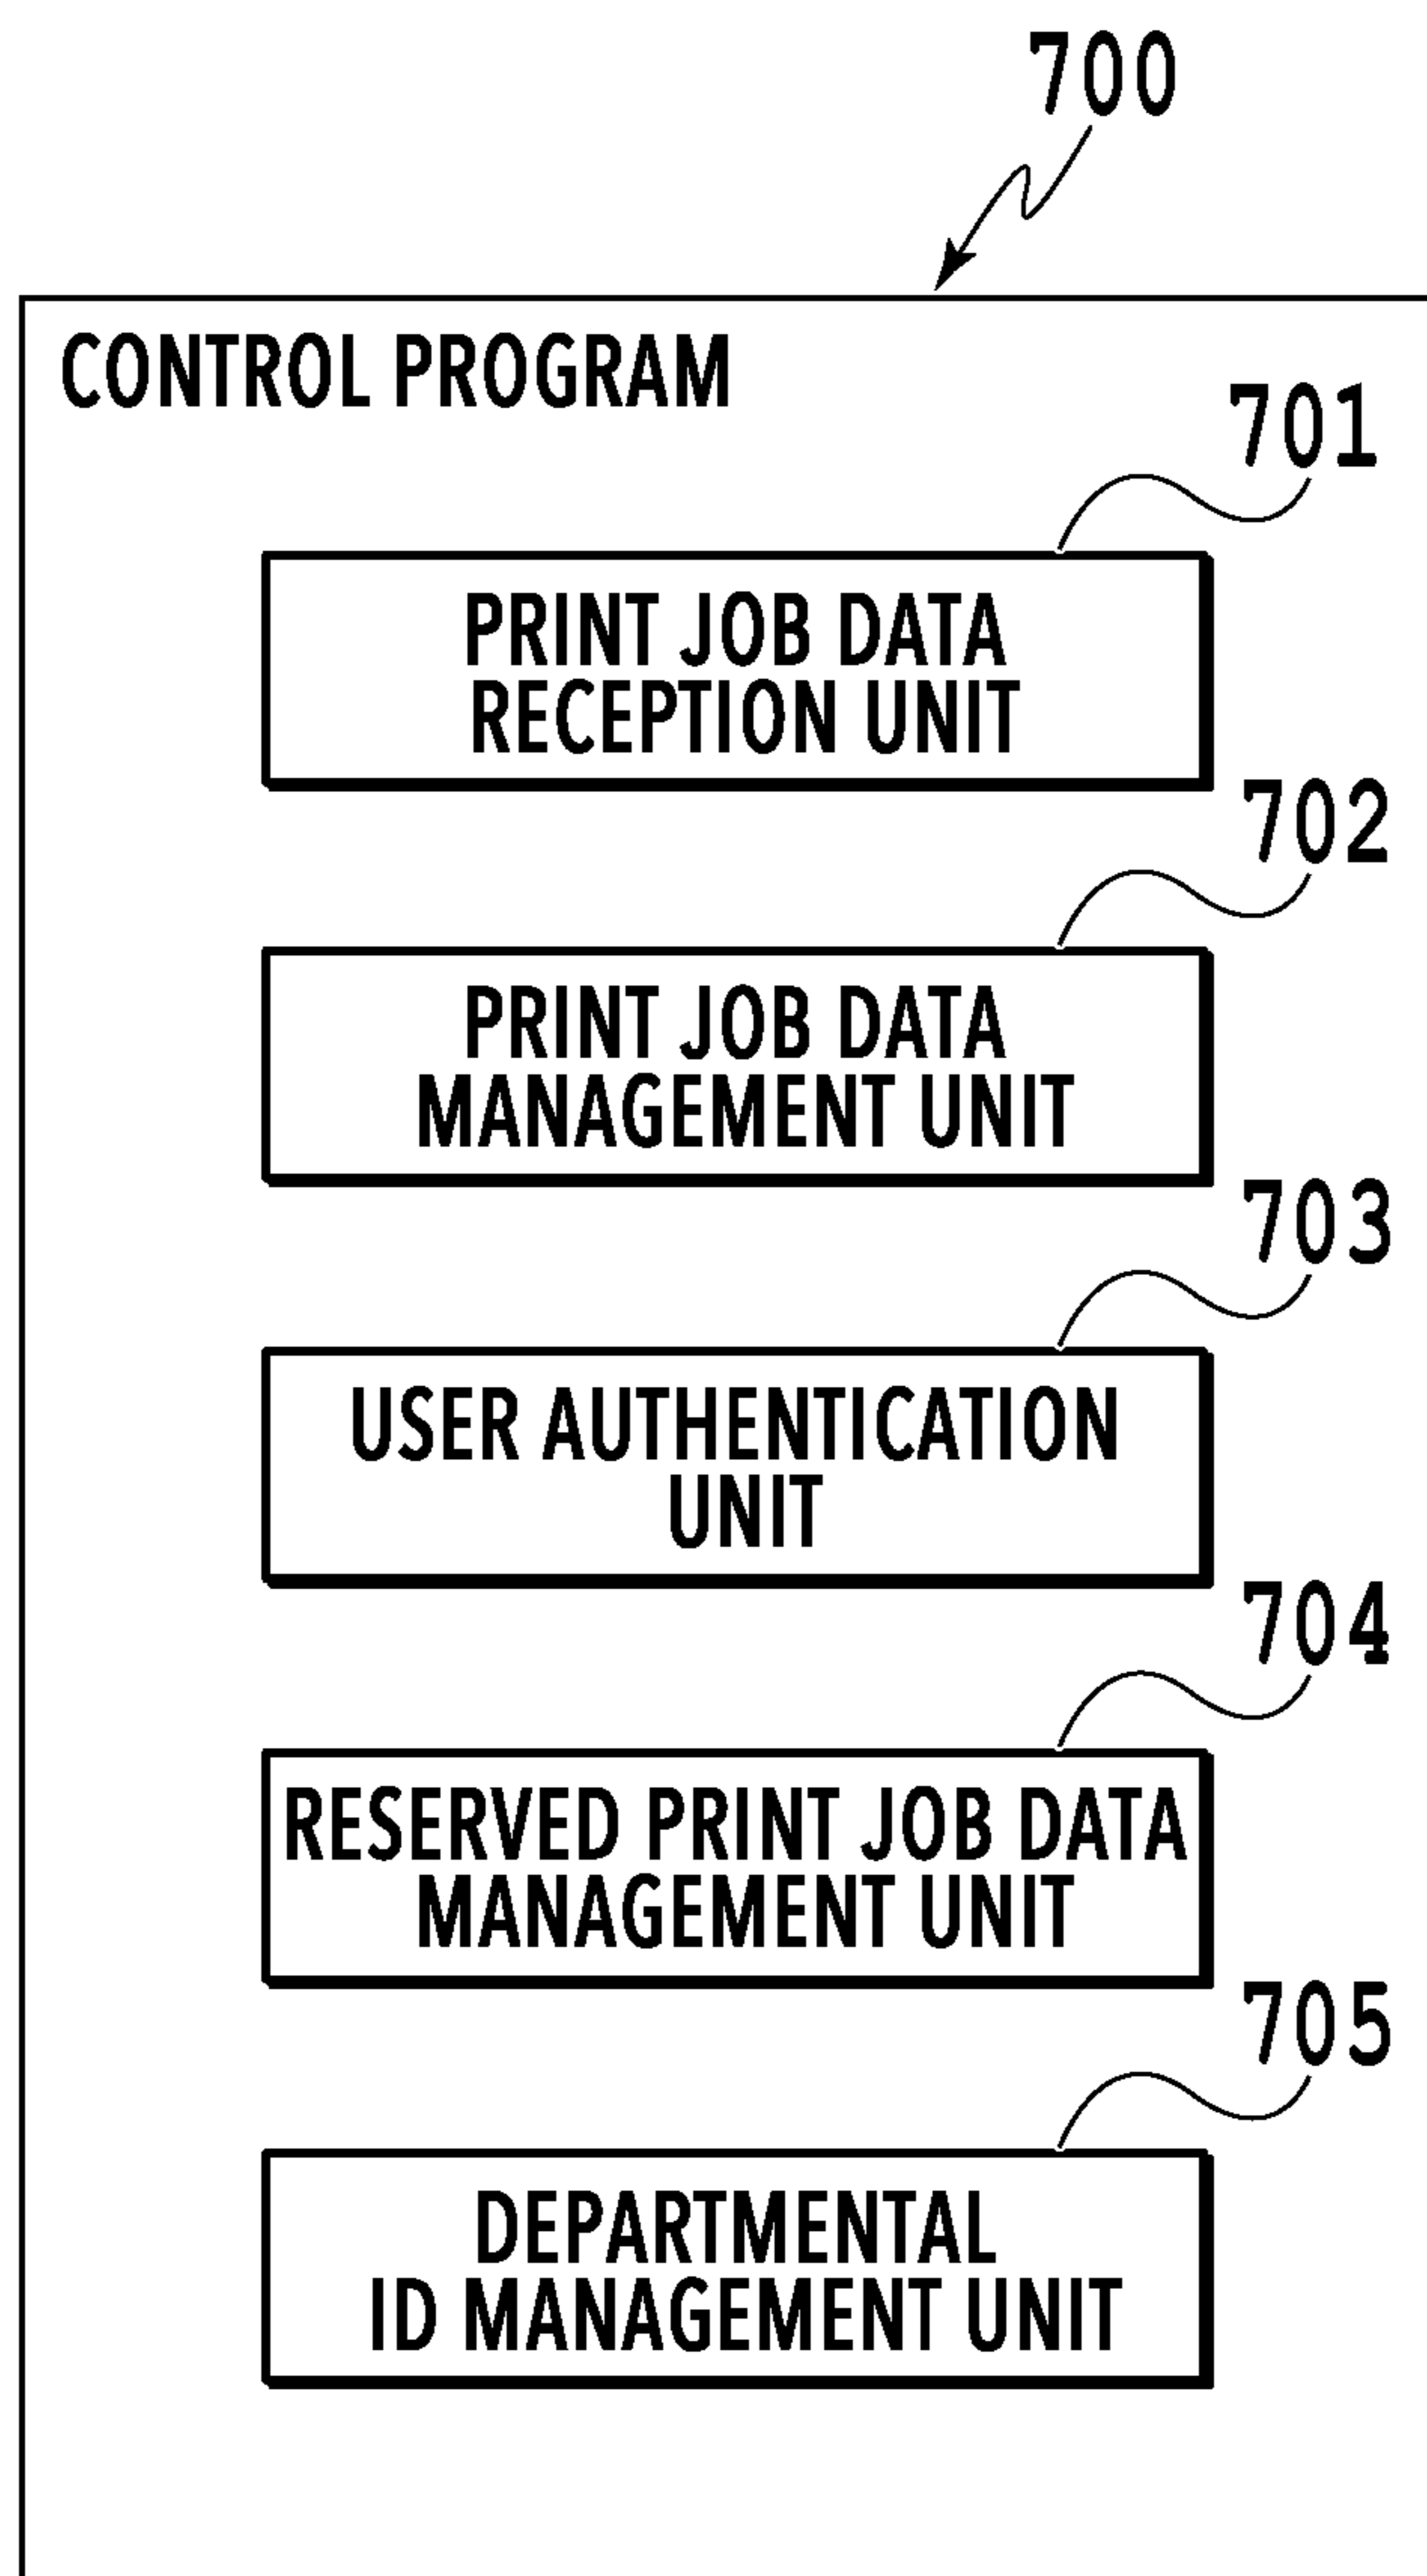 700
CONTROL PROGRAM
701
PRINT JOB DATA
RECEPTION UNIT
702
PRINT JOB DATA
MANAGEMENT UNIT
703
USER AUTHENTICATION
UNIT
704
RESERVED PRINT JOB DATA
MANAGEMENT UNIT
705
DEPARTMENTAL
ID MANAGEMENT UNIT